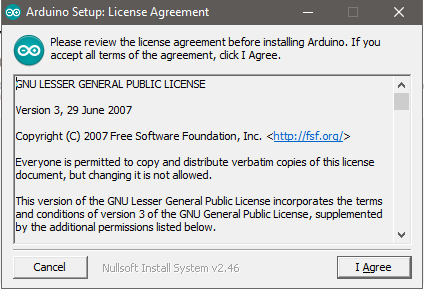 Arduino Setup: License Agreement
Please review the license agreement before installing Arduino. If you
accept all terms of the agreement, click I Agree.
GNU LESSER GENERAL PUBLIC LICENSE
Version 3, 29 June 2007
Copyright (C) 2007 Free Software Foundation, Inc. <http://fsf.org/>
Everyone is permitted to copy and distribute verbatim copies of this license
document, but changing it is not allowed.
This version of the GNU Lesser General Public License incorporates the terms
and conditions of version 3 of the GNU General Public License, supplemented
by the additional permissions listed below.
Cancel
Nullsoft Install System v2.46
I Agree